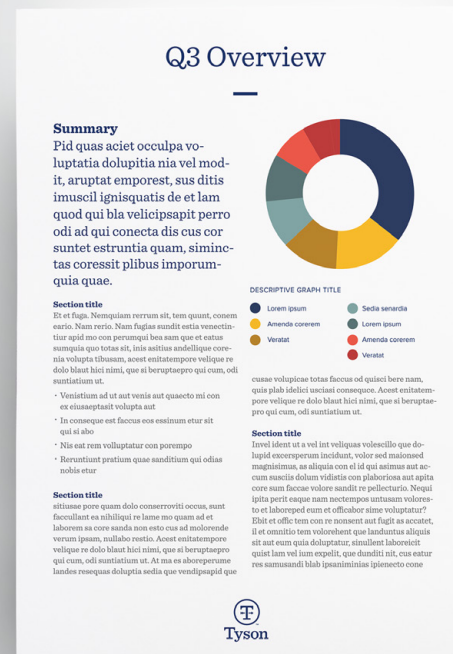 Q3 Overview
Summary
Pid quas aciet occulpa vo-
luptatia dolupitia nia vel mod-
it, aruptat emporest, sus ditis
imuscil ignisquatis de et lam
quod qui bla velicipsapit perro
odi ad qui conecta dis cus cor
suntet estruntia quam, siminc-
tas coressit plibus imporum-
quia quae.
Section title
Et et fuga. Nemquiam rerrum sit, tem quunt, conem
eario. Nam rerio. Nam fugias sundit estia venectin-
tiur apid mo con perumqui bea sam que et eatus
sumquia quo totas sit, inis asitius andellique core-
nia volupta tibusam, acest enitatempore velique re
dolo blaut hici nimi, que si beruptaepro qui cum, odi
suntiatium ut.
· Venistium ad ut aut venis aut quaecto mi con
ex eiusaeptasit volupta aut
· In conseque est faccus eos essinum etur sit
qui si abo
· Nis eat rem volluptatur con porempo
· Reruntiunt pratium quae sanditium qui odias
nobis etur
Section title
sitiusae pore quam dolo conserroviti occus, sunt
faccullant ea nihiliqui re lame mo quam ad et
laborem sa core sanda non esto cus ad molorende
verum ipsam, nullabo restio. Acest enitatempore
velique re dolo blaut hici nimi, que si beruptaepro
qui cum, odi suntiatium ut. At ma es aboreperume
landes resequas doluptia sedia que vendipsapid que
DESCRIPTIVE GRAPH TITLE
Lorem ipsum
Amenda corerem
Veratat
Sedia senardia
Lorem ipsum
Amenda corerem
Veratat
cusae volupicae totas faccus od quisci bere nam,
quis plab idelici usciasi consequce. Acest enitatem-
pore velique re dolo blaut hici nimi, que si beruptae-
pro qui cum, odi suntiatium ut.
Section title
Invel ident ut a vel int veliquas volescillo que do-
lupid excersperum incidunt, volor sed maionsed
magnisimus, as aliquia con el id qui asimus aut ac-
cum susciis dolum vidistis con plaboriosa aut apita
core sum faccae volore sandit re pellecturio. Nequi
ipita perit eaque nam nectempos untusam volores-
to et laboreped eum et officabor sime voluptatur?
Ebit et offic tem con re nonsent aut fugit as accatet,
il et omnitio tem volorehent que landuntus aliquis
sit aut eum quia doluptatur, sinullent laboreicit
quist lam vel ium expelit, que dunditi nit, cus eatur
res samusandi blab ipsaniminias ipienecto cone
T
Tyson